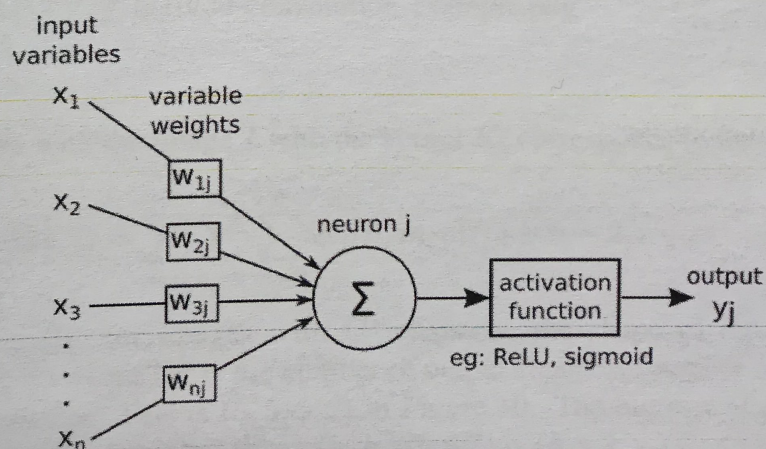 input
variables
x₁
variable
weights
w₁ⱼ
x₂
w₂ⱼ
neuron j
Σ
activation
function
output
yⱼ
x₃
w₃ⱼ
eg: ReLU, sigmoid
wₙⱼ
xₙ